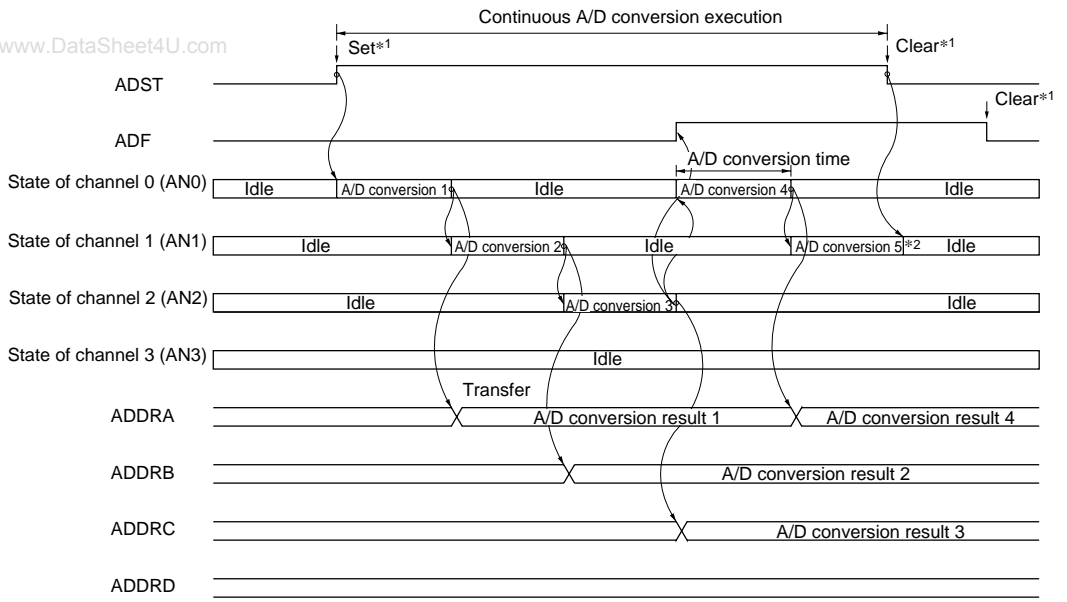 Continuous A/D conversion execution
www.DataSheet4U.com
Set*1
Clear*1
ADST
Clear*1
ADF
A/D conversion time
State of channel 0 (AN0) Idle A/D conversion 1 Idle A/D conversion 4 Idle
State of channel 1 (AN1) Idle A/D conversion 2 Idle A/D conversion 5 *2 Idle
State of channel 2 (AN2) Idle A/D conversion 3 Idle
State of channel 3 (AN3) Idle
Transfer
ADDRA A/D conversion result 1 A/D conversion result 4
ADDRB A/D conversion result 2
ADDRC A/D conversion result 3
ADDRD